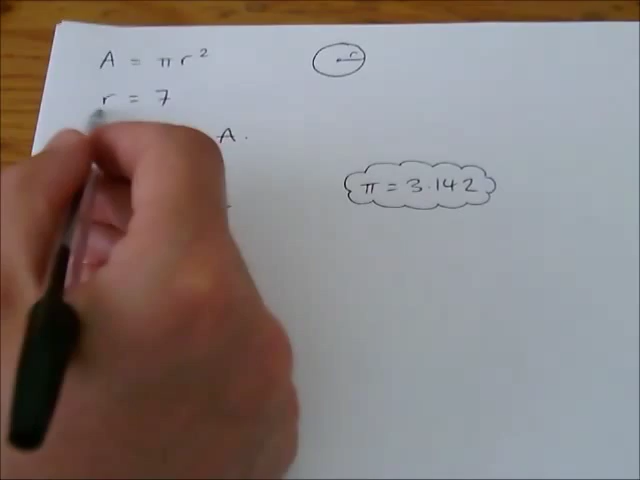 A = πr²
r
r = 7
A.
π = 3.142